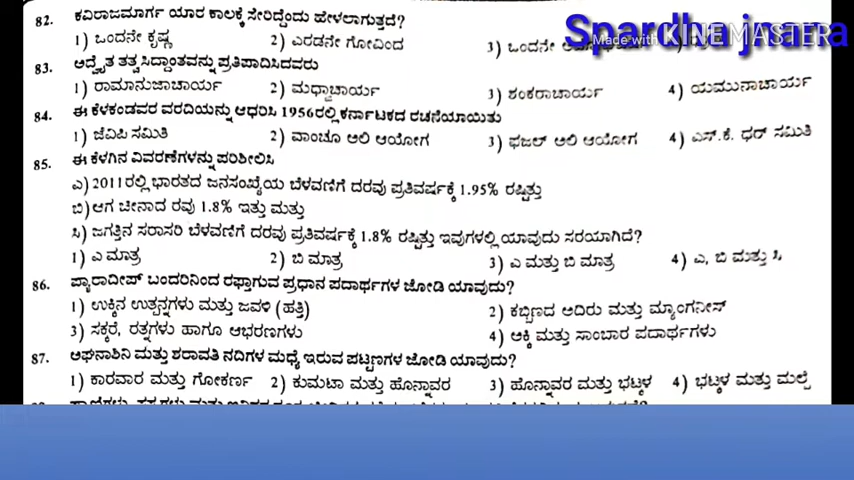 Spardha jnana
Made with KINEMASTER
82. ಕವಿರಾಜಮಾರ್ಗ ಯಾರ ಕಾಲಕ್ಕೆ ಸೇರಿದ್ದೆಂದು ಹೇಳಲಾಗುತ್ತದೆ?
1) ಒಂದನೇ ಕೃಷ್ಣ 2) ಎರಡನೇ ಗೋವಿಂದ 3) ಒಂದನೇ
83. ಅದ್ವೈತ ತತ್ವಸಿದ್ದಾಂತವನ್ನು ಪ್ರತಿಪಾದಿಸಿದವರು
1) ರಾಮಾನುಜಾಚಾರ್ಯ 2) ಮಧ್ವಾಚಾರ್ಯ 3) ಶಂಕರಾಚಾರ್ಯ 4) ಯಮುನಾಚಾರ್ಯ
84. ಈ ಕೆಳಕಂಡವರ ವರದಿಯನ್ನು ಆಧರಿಸಿ 1956ರಲ್ಲಿ ಕರ್ನಾಟಕದ ರಚನೆಯಾಯಿತು
1) ಜೆವಿಪಿ ಸಮಿತಿ 2) ವಾಂಚೂ ಅಲಿ ಆಯೋಗ 3) ಫಜಲ್ ಅಲಿ ಆಯೋಗ 4) ಎಸ್.ಕೆ. ಧರ್ ಸಮಿತಿ
85. ಈ ಕೆಳಗಿನ ವಿವರಣೆಗಳನ್ನು ಪರಿಶೀಲಿಸಿ
ಎ) 2011ರಲ್ಲಿ ಭಾರತದ ಜನಸಂಖ್ಯೆಯ ಬೆಳವಣಿಗೆ ದರವು ಪ್ರತಿವರ್ಷಕ್ಕೆ 1.95% ರಷ್ಟಿತ್ತು
ಬಿ) ಆಗ ಚೀನಾದ ರವು 1.8% ಇತ್ತು ಮತ್ತು
ಸಿ) ಜಗತ್ತಿನ ಸರಾಸರಿ ಬೆಳವಣಿಗೆ ದರವು ಪ್ರತಿವರ್ಷಕ್ಕೆ 1.8% ರಷ್ಟಿತ್ತು ಇವುಗಳಲ್ಲಿ ಯಾವುದು ಸರಯಾಗಿದೆ?
1) ಎ ಮಾತ್ರ 2) ಬಿ ಮಾತ್ರ 3) ಎ ಮತ್ತು ಬಿ ಮಾತ್ರ 4) ಎ, ಬಿ ಮತ್ತು ಸಿ
86. ಪ್ಯಾರಾದೀಪ್ ಬಂದರಿನಿಂದ ರಫ್ತಾಗುವ ಪ್ರಧಾನ ಪದಾರ್ಥಗಳ ಜೋಡಿ ಯಾವುದು?
1) ಉಕ್ಕಿನ ಉತ್ಪನ್ನಗಳು ಮತ್ತು ಜವಳಿ (ಹತ್ತಿ) 2) ಕಬ್ಬಿಣದ ಅದಿರು ಮತ್ತು ಮ್ಯಾಂಗನೀಸ್
3) ಸಕ್ಕರೆ, ರತ್ನಗಳು ಹಾಗೂ ಆಭರಣಗಳು 4) ಅಕ್ಕಿ ಮತ್ತು ಸಾಂಬಾರ ಪದಾರ್ಥಗಳು
87. ಅಘನಾಶಿನಿ ಮತ್ತು ಶರಾವತಿ ನದಿಗಳ ಮಧ್ಯೆ ಇರುವ ಪಟ್ಟಣಗಳ ಜೋಡಿ ಯಾವುದು?
1) ಕಾರವಾರ ಮತ್ತು ಗೋಕರ್ಣ 2) ಕುಮಟಾ ಮತ್ತು ಹೊನ್ನಾವರ 3) ಹೊನ್ನಾವರ ಮತ್ತು ಭಟ್ಕಳ 4) ಭಟ್ಕಳ ಮತ್ತು ಮಲ್ಪೆ